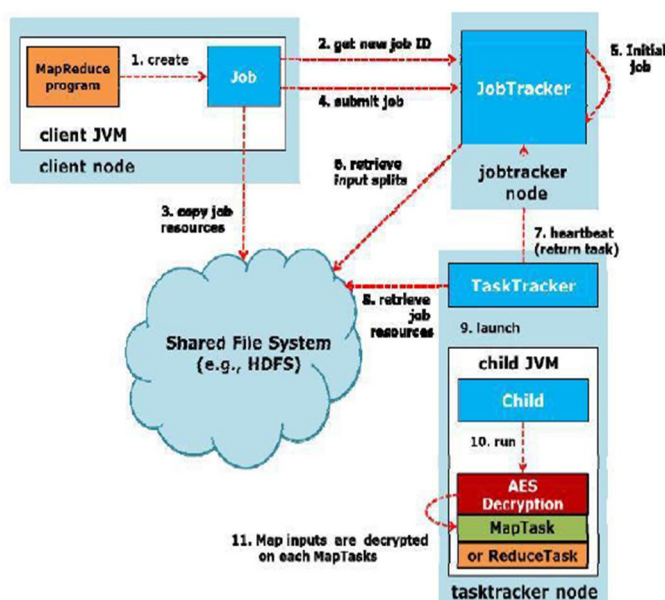 MapReduce
program
1. create
Job
client JVM
client node
2. get new job ID
4. submit job
JobTracker
5. Initial
job
jobtracker
node
6. retrieve
input splits
3. copy job
resources
7. heartbeat
(return task)
TaskTracker
8. retrieve
job
resources
Shared File System
(e.g., HDFS)
9. launch
child JVM
Child
10. run
AES
Decryption
MapTask
or ReduceTask
11. Map inputs are decrypted
on each MapTasks
tasktracker node